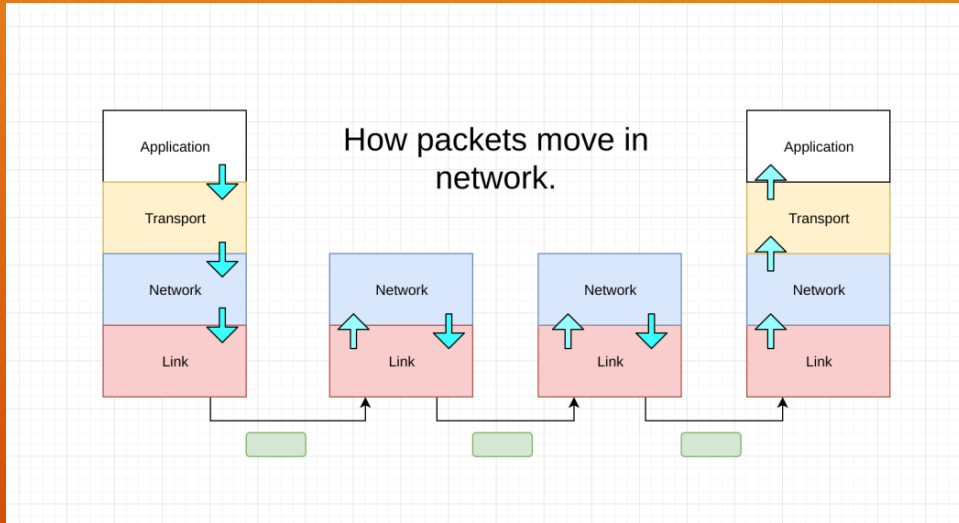 How packets move in
network.
Application
Transport
Network
Link
Network
Link
Network
Link
Application
Transport
Network
Link